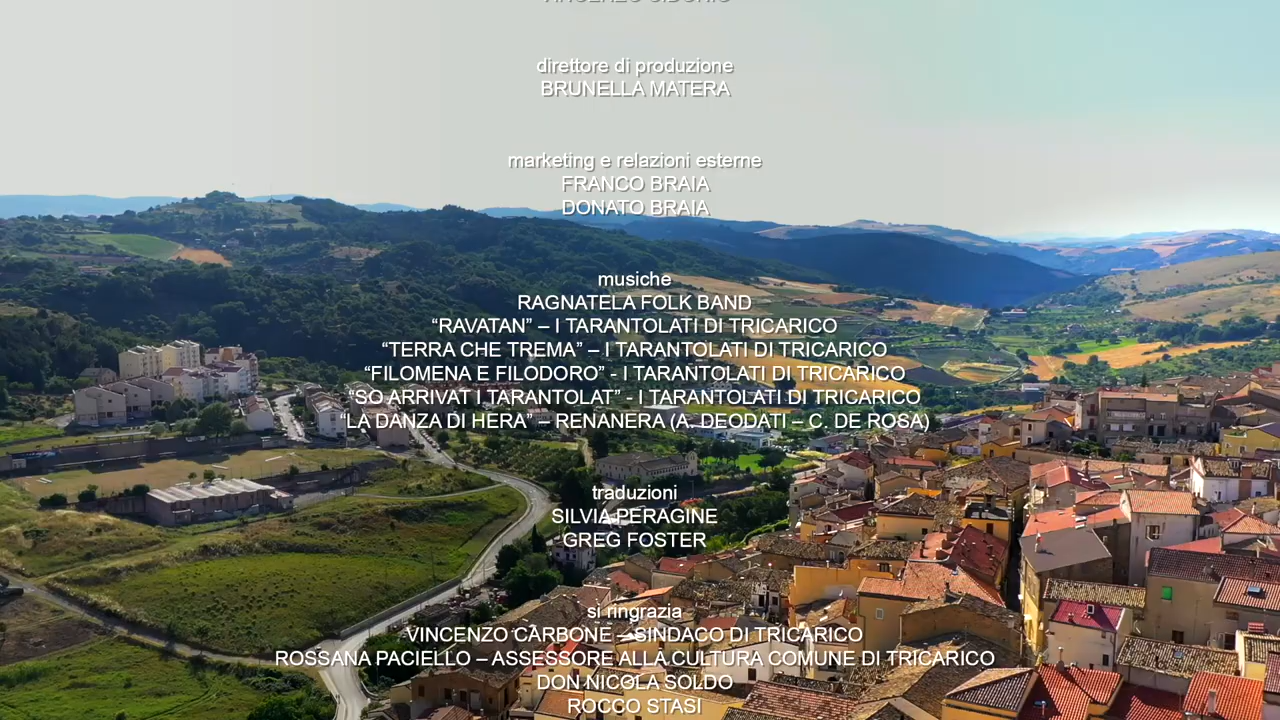 direttore di produzione
BRUNELLA MATERA
marketing e relazioni esterne
FRANCO BRAIA
DONATO BRAIA
musiche
RAGNATELA FOLK BAND
“RAVATAN” – I TARANTOLATI DI TRICARICO
“TERRA CHE TREMA” – I TARANTOLATI DI TRICARICO
“FILOMENA E FILODORO” - I TARANTOLATI DI TRICARICO
“SO ARRIVAT I TARANTOLAT” - I TARANTOLATI DI TRICARICO
“LA DANZA DI HERA” – RENANERA (A. DEODATI – C. DE ROSA)
traduzioni
SILVIA PERAGINE
GREG FOSTER
si ringrazia
VINCENZO CARBONE – SINDACO DI TRICARICO
ROSSANA PACIELLO – ASSESSORE ALLA CULTURA COMUNE DI TRICARICO
DON NICOLA SOLDO
ROCCO STASI